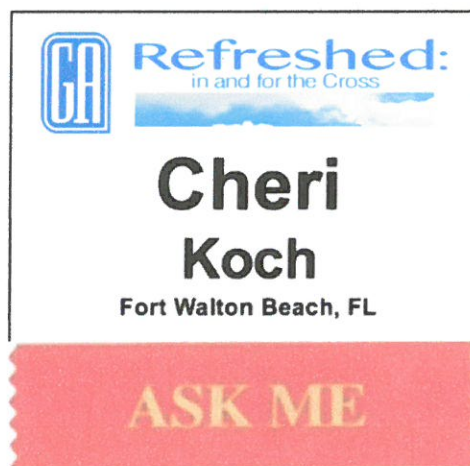 GA
Refreshed:
in and for the Cross
Cheri
Koch
Fort Walton Beach, FL
ASK ME